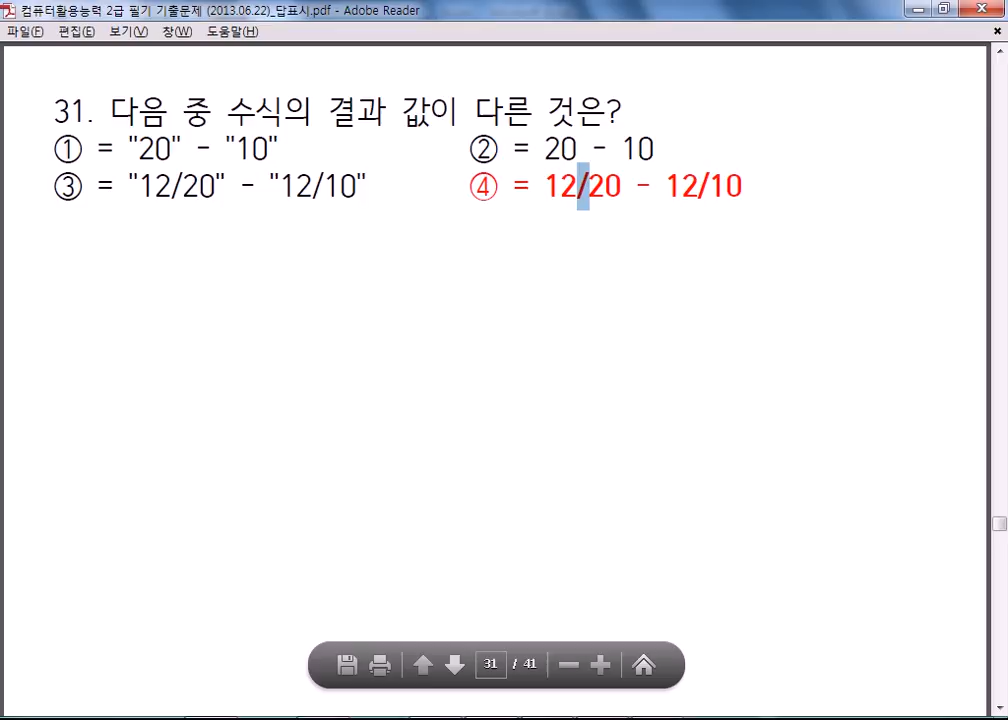 컴퓨터활용능력 2급 필기 기출문제 (2013.06.22)_답표시.pdf - Adobe Reader
파일(F) 편집(E) 보기(V) 창(W) 도움말(H)
31. 다음 중 수식의 결과 값이 다른 것은?
① = "20" - "10" ② = 20 - 10
③ = "12/20" - "12/10" ④ = 12/20 - 12/10
31 / 41